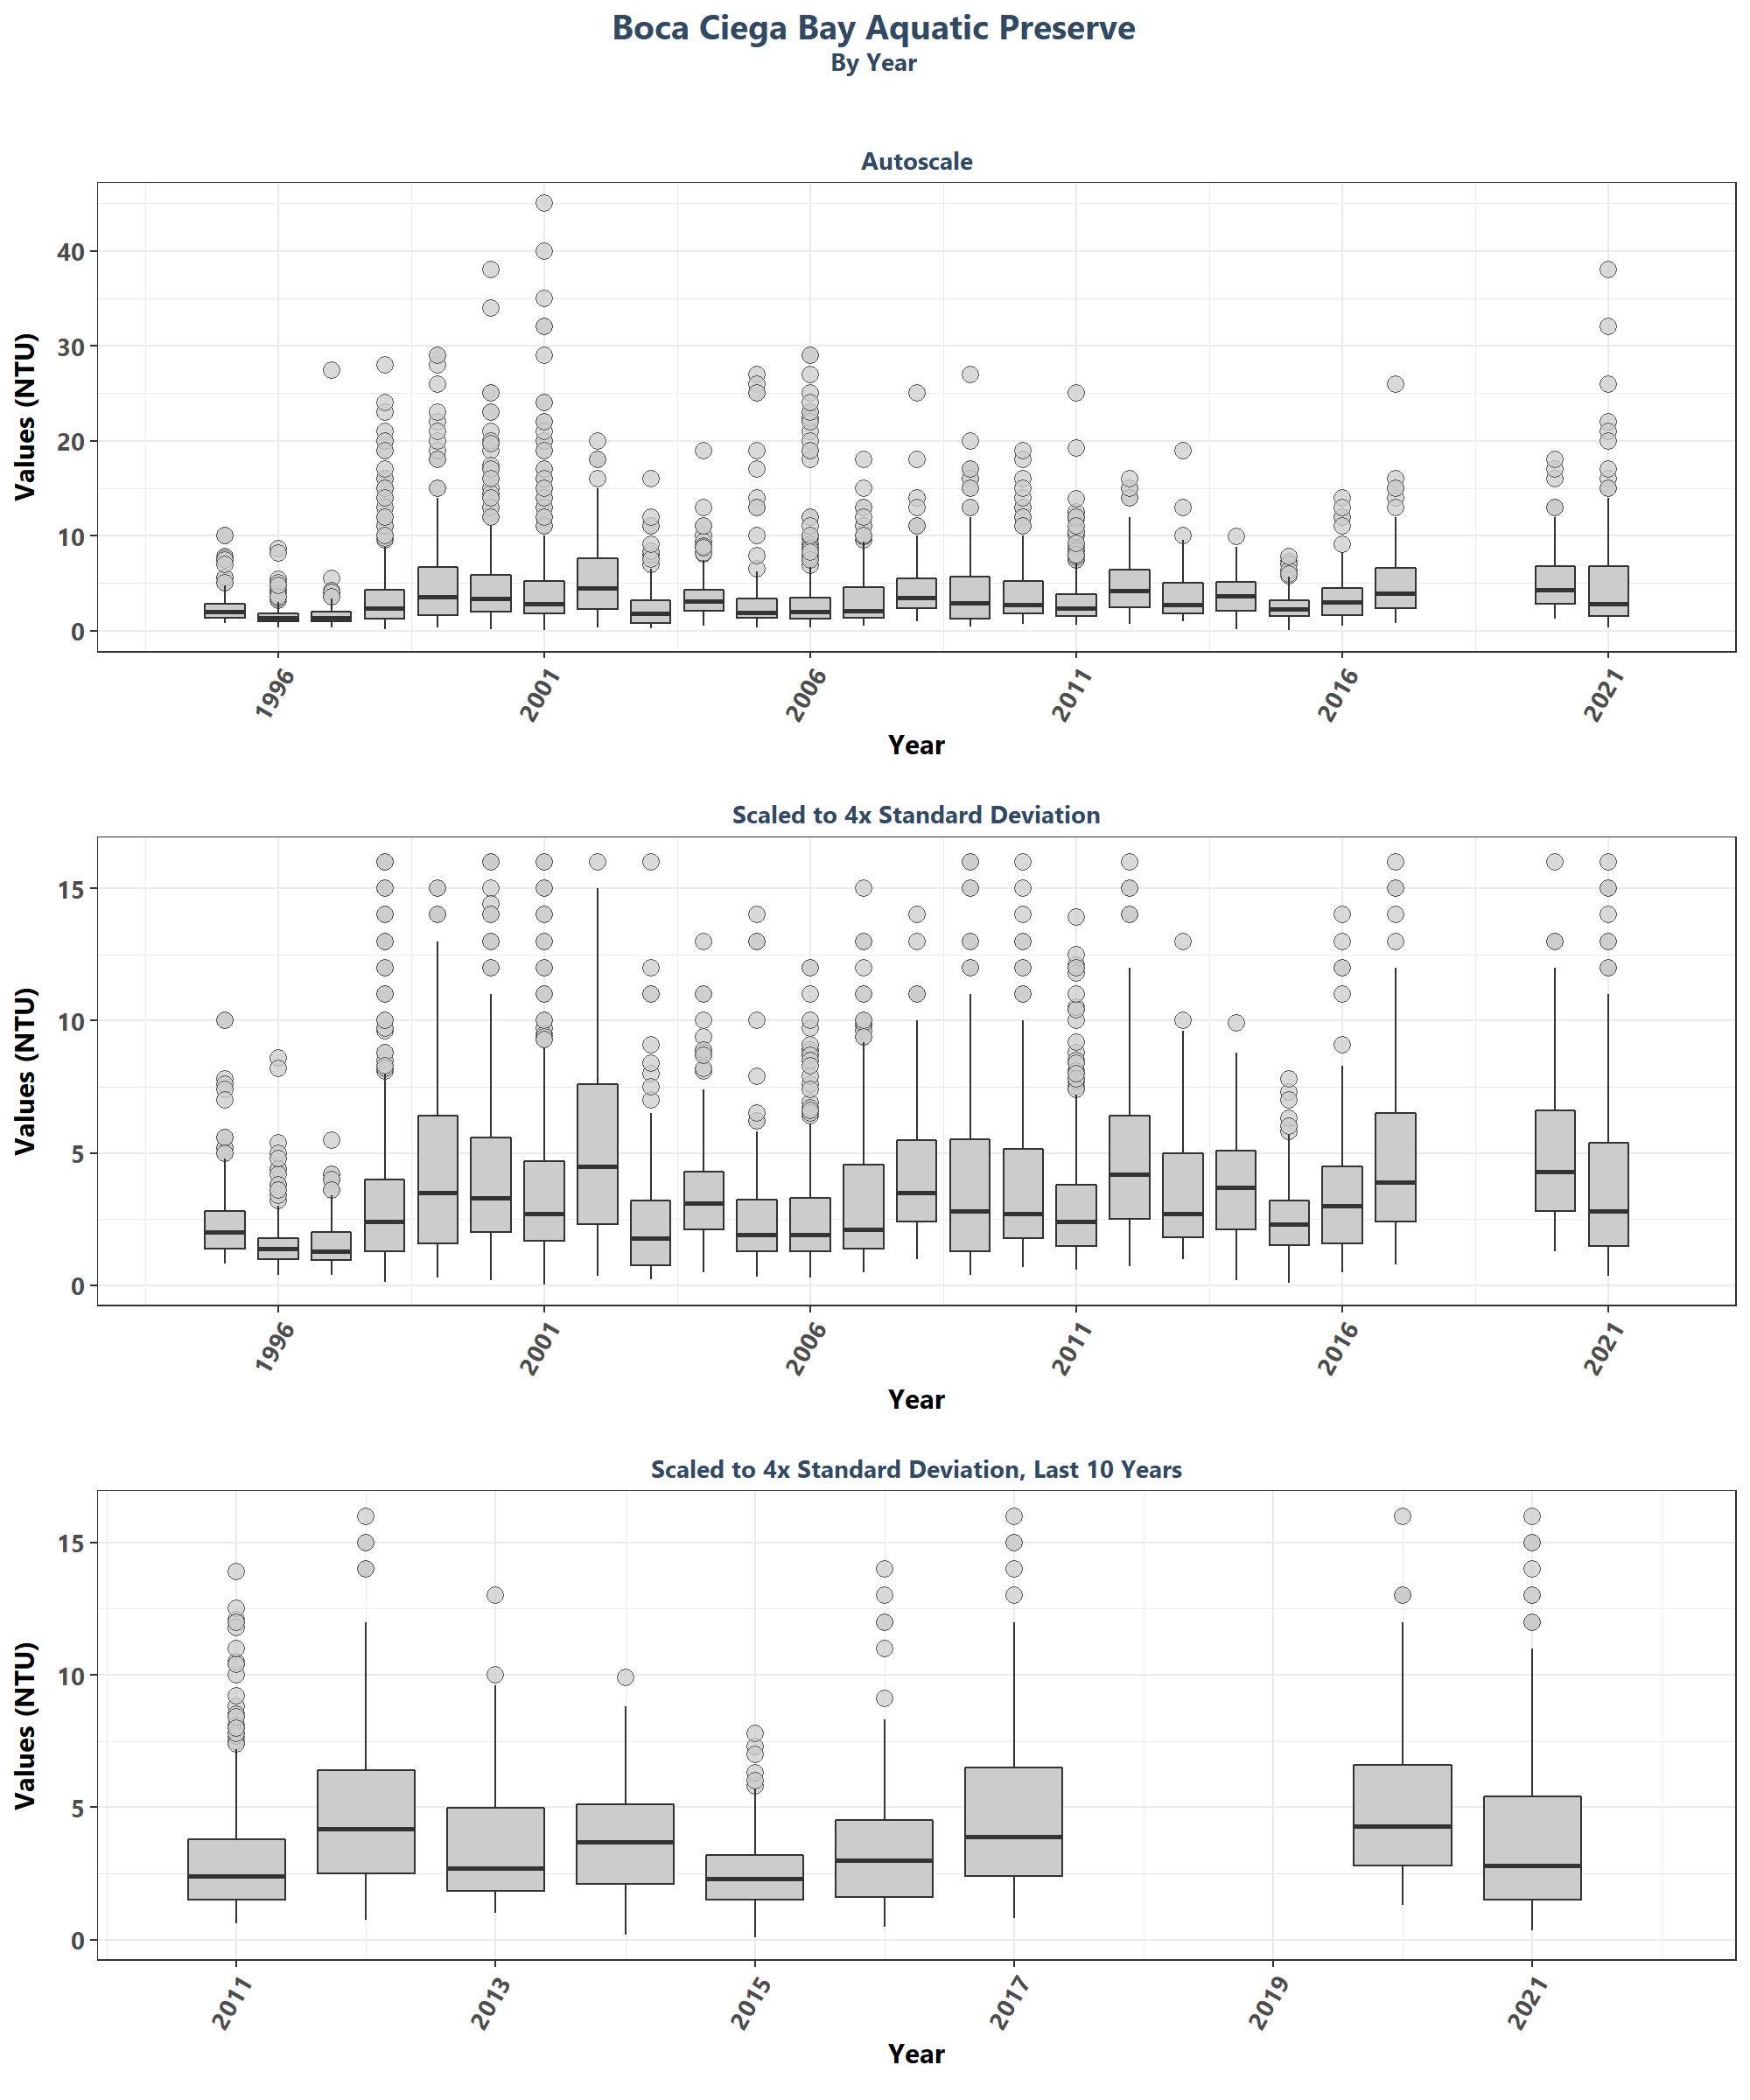 Boca Ciega Bay Aquatic Preserve
By Year
Autoscale
Values (NTU)
40
30
20
10
0
1996
2001
2006
2011
2016
2021
Year
Scaled to 4x Standard Deviation
Values (NTU)
15
10
5
0
1996
2001
2006
2011
2016
2021
Year
Scaled to 4x Standard Deviation, Last 10 Years
Values (NTU)
15
10
5
0
2011
2013
2015
2017
2019
2021
Year